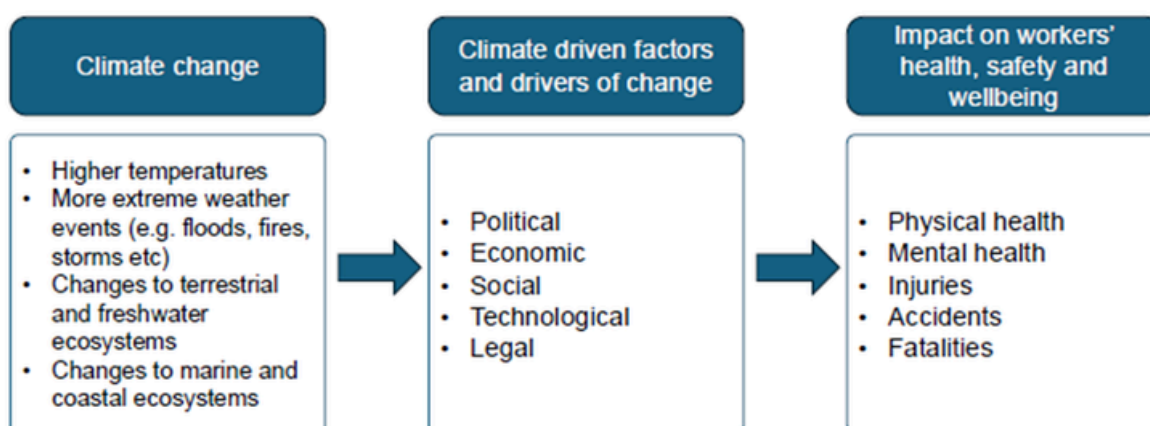 Climate change
• Higher temperatures
• More extreme weather
events (e.g. floods, fires,
storms etc)
• Changes to terrestrial
and freshwater
ecosystems
• Changes to marine and
coastal ecosystems
Climate driven factors
and drivers of change
• Political
• Economic
• Social
• Technological
• Legal
Impact on workers'
health, safety and
wellbeing
• Physical health
• Mental health
• Injuries
• Accidents
• Fatalities